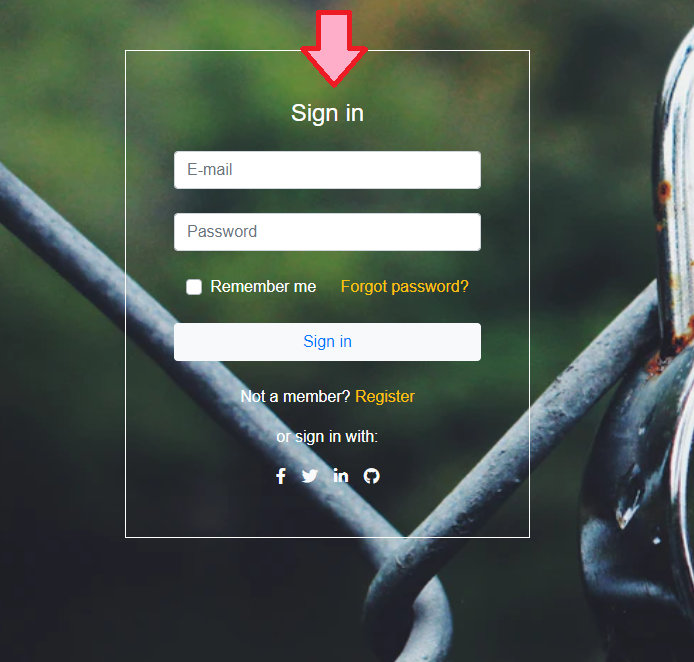 Sign in
E-mail
Password
Remember me Forgot password?
Sign in
Not a member? Register
or sign in with: